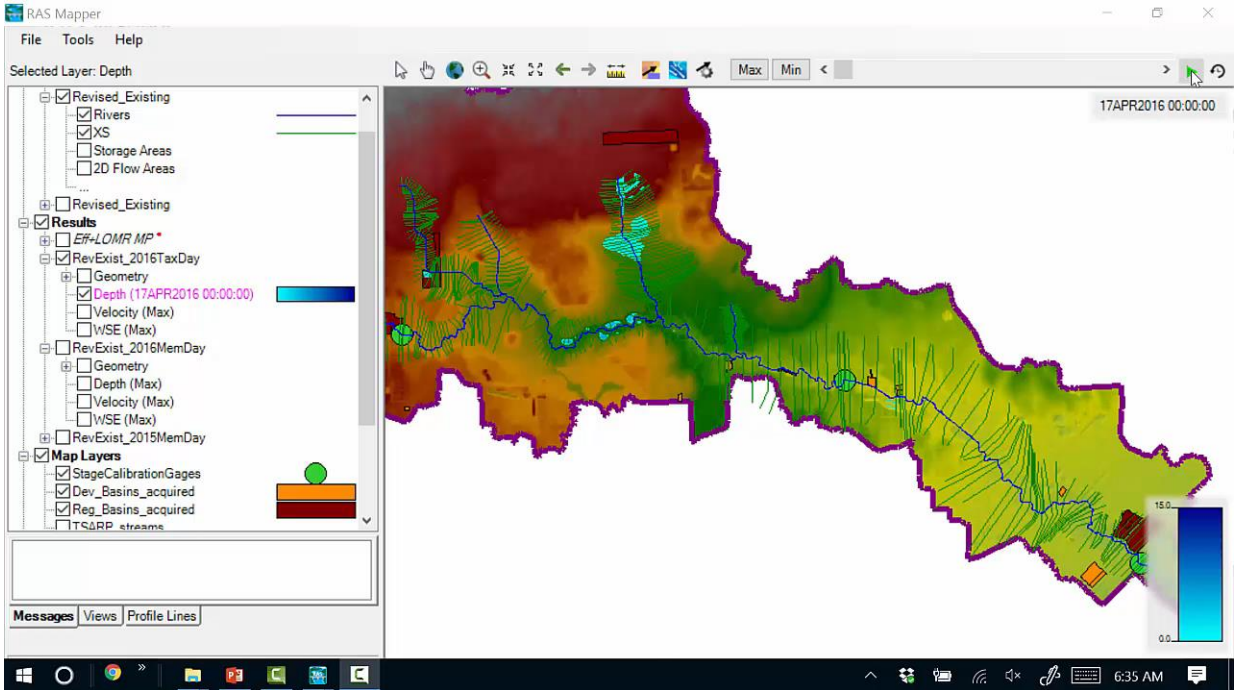 RAS Mapper
File Tools Help
Selected Layer: Depth
Max Min
17APR2016 00:00:00
Revised_Existing
Rivers
XS
Storage Areas
2D Flow Areas
...
Revised_Existing
Results
Eff+LOMR MP *
RevExist_2016TaxDay
Geometry
Depth (17APR2016 00:00:00)
Velocity (Max)
WSE (Max)
RevExist_2016MemDay
Geometry
Depth (Max)
Velocity (Max)
WSE (Max)
RevExist_2015MemDay
Map Layers
StageCalibrationGages
Dev_Basins_acquired
Reg_Basins_acquired
TSARP_streams
15.0
0.0
Messages Views Profile Lines
6:35 AM